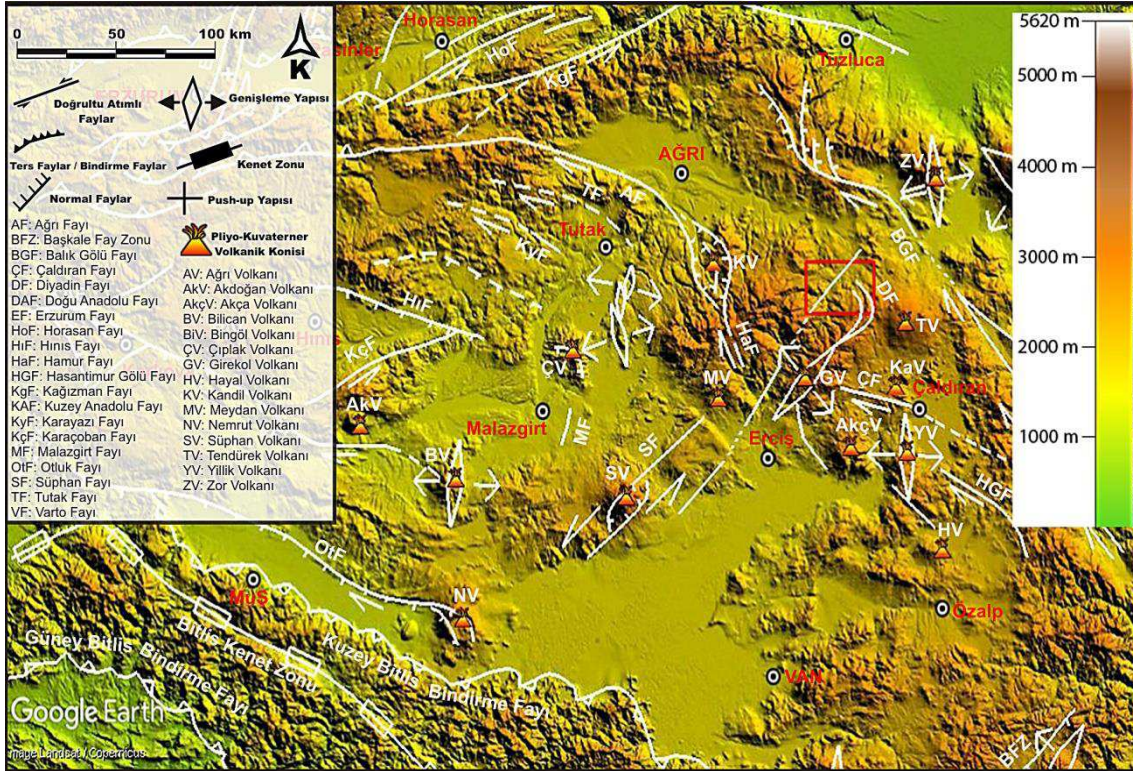 0 50 100 km
K
Doğrultu Atımlı
Faylar
Genişleme Yapısı
Ters Faylar / Bindirme Faylar
Kenet Zonu
Normal Faylar
Push-up Yapısı
Pliyo-Kuvaterner
Volkanik Konisi
AF: Ağrı Fayı
BFZ: Başkale Fay Zonu
BGF: Balık Gölü Fayı
ÇF: Çaldıran Fayı
DF: Diyadin Fayı
DAF: Doğu Anadolu Fayı
EF: Erzurum Fayı
HoF: Horasan Fayı
HıF: Hınıs Fayı
HaF: Hamur Fayı
HGF: Hasantimur Gölü Fayı
KgF: Kağızman Fayı
KAF: Kuzey Anadolu Fayı
KyF: Karayazı Fayı
KçF: Karaçoban Fayı
MF: Malazgirt Fayı
OtF: Otluk Fayı
SF: Süphan Fayı
TF: Tutak Fayı
VF: Varto Fayı
AV: Ağrı Volkanı
AkV: Akdoğan Volkanı
AkçV: Akça Volkanı
BV: Bilican Volkanı
BiV: Bingöl Volkanı
ÇV: Çıplak Volkanı
GV: Girekol Volkanı
HV: Hayal Volkanı
KV: Kandil Volkanı
MV: Meydan Volkanı
NV: Nemrut Volkanı
SV: Süphan Volkanı
TV: Tendürek Volkanı
YV: Yillik Volkanı
ZV: Zor Volkanı
Horasan
HoF
KgF
Tuzluca
5620 m
5000 m
4000 m
3000 m
2000 m
1000 m
AĞRI
ZV
TF
AF
Tutak
KyF
KV
BGF
DF
HıF
Hınıs
TV
KçF
HaF
ÇV
GV
ÇF
KaV
Çaldıran
MV
AkV
Malazgirt
MF
SF
Erciş
AkçV
YV
BV
SV
HGF
HV
OtF
MUŞ
NV
Özalp
Güney Bitlis Bindirme Fayı
Bitlis Kenet Zonu
Kuzey Bitlis Bindirme Fayı
VAN
BFZ
Google Earth
mage Landsat / Copernicus